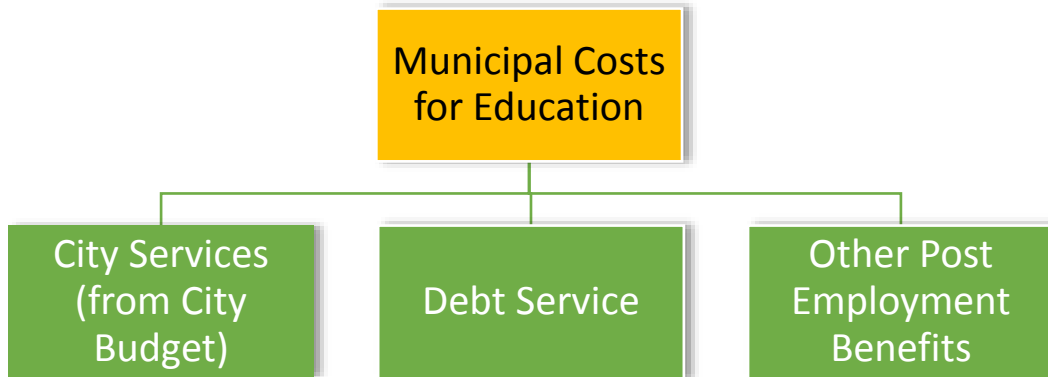 Municipal Costs
for Education
City Services
(from City
Budget)
Debt Service
Other Post
Employment
Benefits